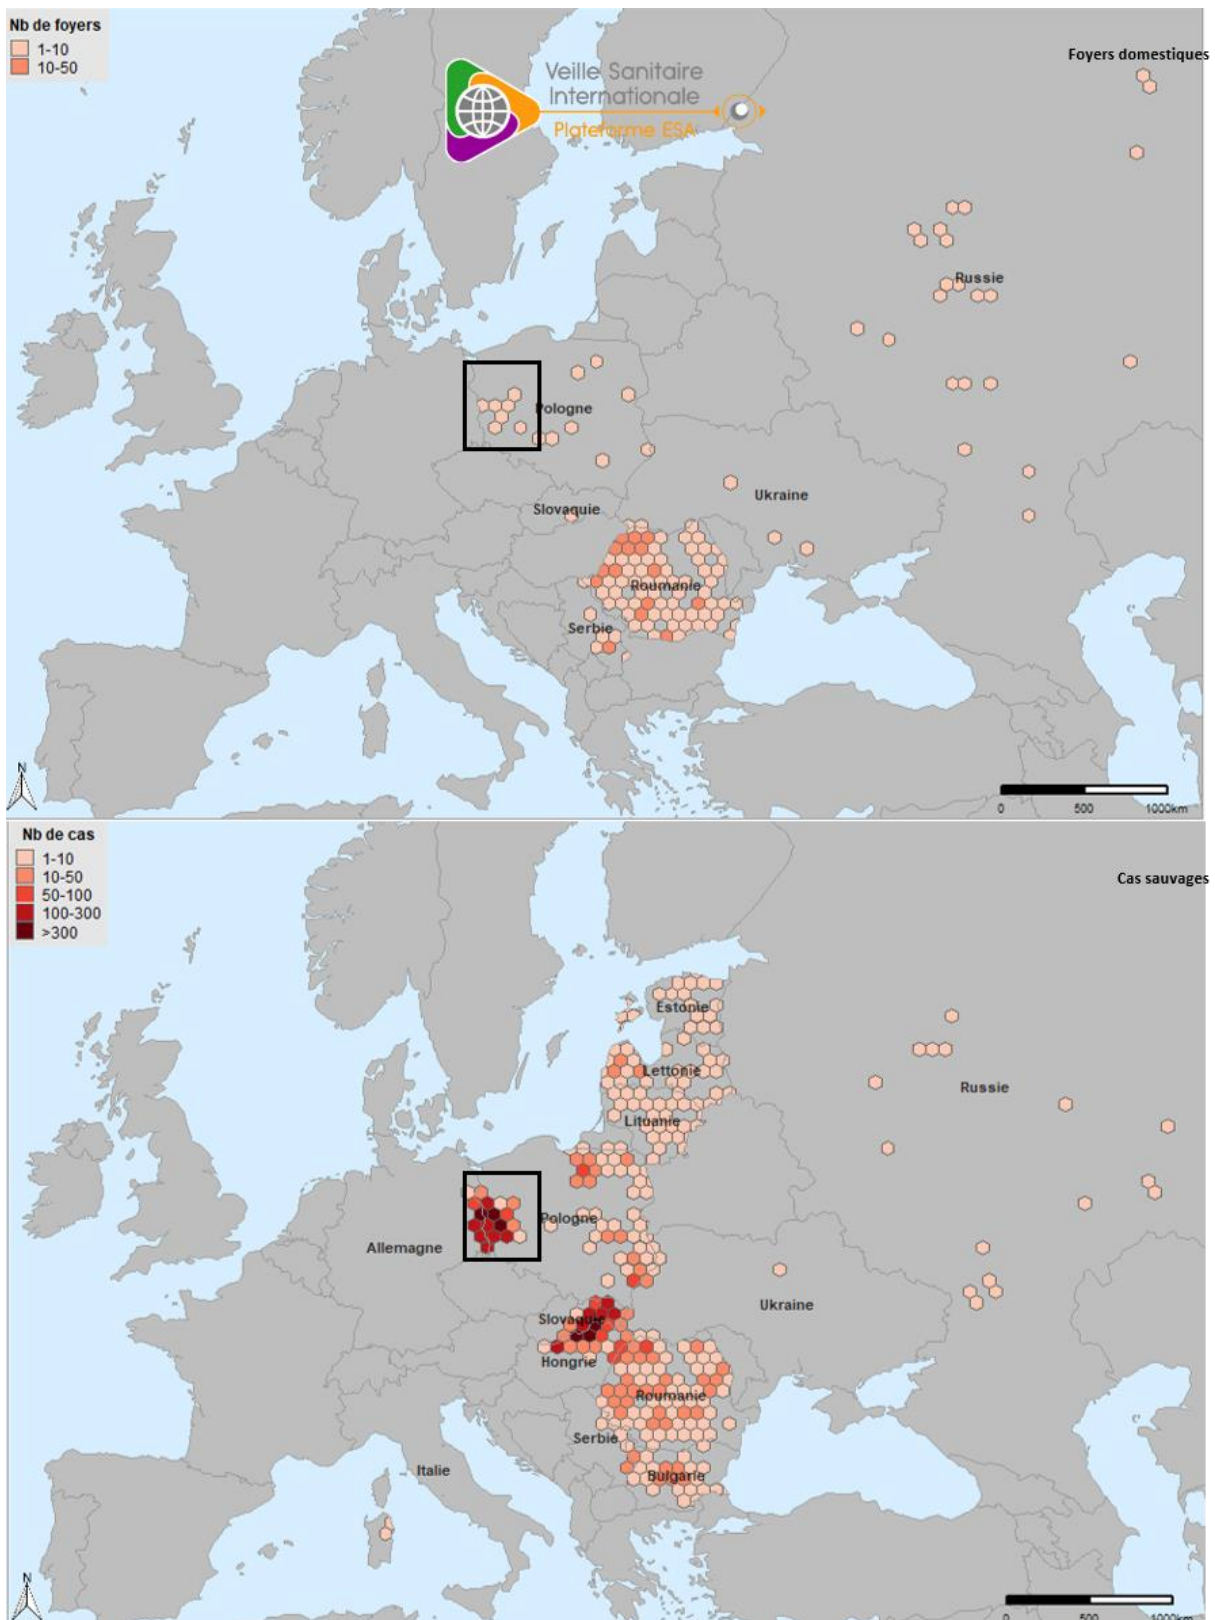 Nb de foyers
1-10
10-50
Foyers domestiques
Veille Sanitaire
Internationale
Plateforme ESA
Russie
Pologne
Ukraine
Slovaquie
Roumanie
Serbie
N
0 500 1000km
Nb de cas
1-10
10-50
50-100
100-300
>300
Cas sauvages
Estonie
Lettonie
Russie
Lituanie
Pologne
Allemagne
Ukraine
Slovaquie
Hongrie
Roumanie
Serbie
Italie
Bulgarie
N
0 500 1000km